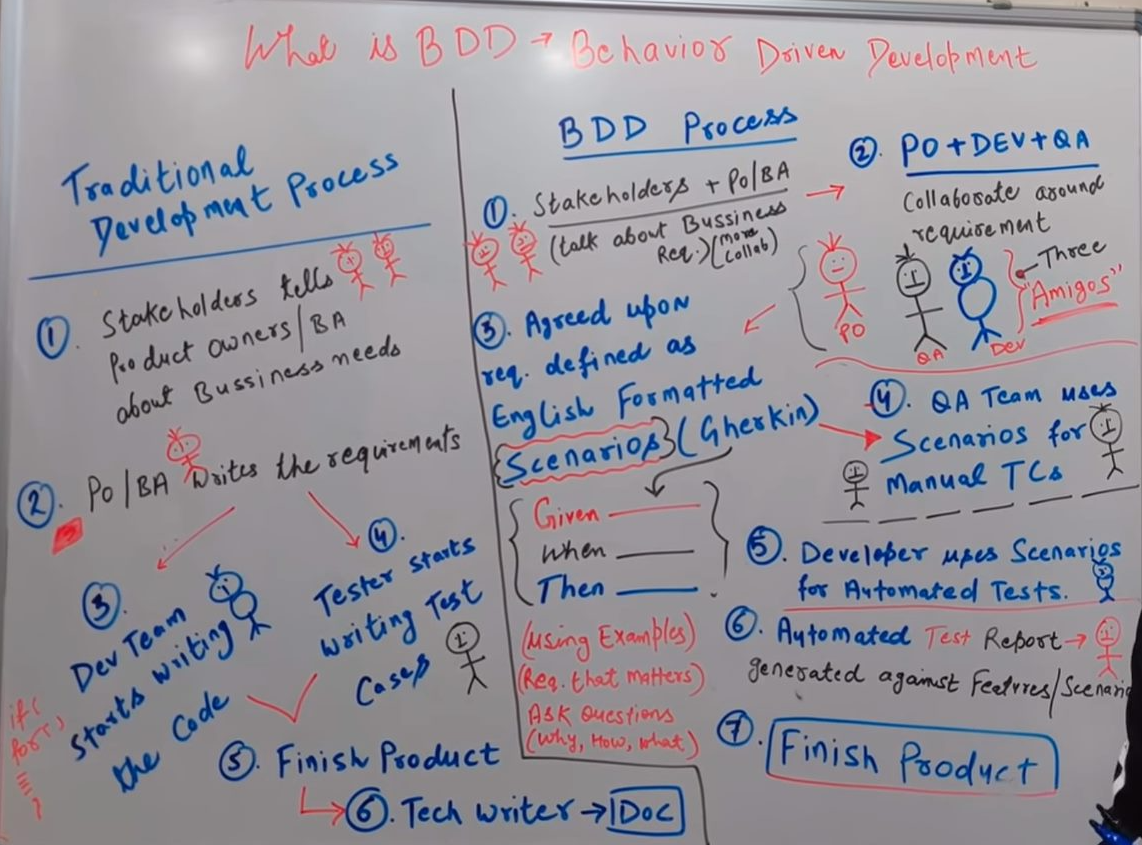 What is BDD → Behavior Driven Development
Traditional
Development Process
①. Stakeholders tells
Product owners/BA
about Bussiness needs
②. PO/BA writes the requirements
③.
Dev Team
starts writing
the Code
④.
Tester starts
writing Test
Cases
if(
⑤. Finish Product
⑥. Tech writer → Doc
BDD Process
①. Stakeholders + PO/BA
(talk about Bussiness
Req.) (more
collab)
②. PO+DEV+QA
Collaborate around
requirement
Three
"Amigos"
PO
QA
Dev
③. Agreed upon
req. defined as
English Formatted
{Scenarios} (Gherkin)
Given
When
Then
(using Examples)
(Req. that matters)
ASK Questions
(Why, How, what)
④. QA Team uses
Scenarios for
Manual TCs
⑤. Developer uses Scenarios
for Automated Tests.
⑥. Automated Test Report →
generated against Features/Scenario
⑦. Finish Product